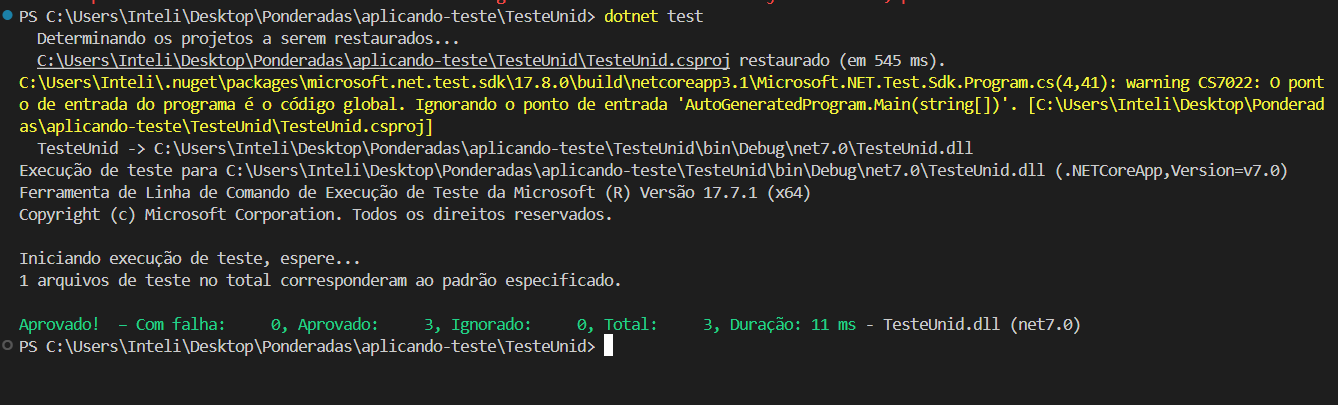 PS C:\Users\Inteli\Desktop\Ponderadas\aplicando-teste\TesteUnid> dotnet test
Determinando os projetos a serem restaurados...
C:\Users\Inteli\Desktop\Ponderadas\aplicando-teste\TesteUnid\TesteUnid.csproj restaurado (em 545 ms).
C:\Users\Inteli\.nuget\packages\microsoft.net.test.sdk\17.8.0\build\netcoreapp3.1\Microsoft.NET.Test.Sdk.Program.cs(4,41): warning CS7022: O pont
o de entrada do programa é o código global. Ignorando o ponto de entrada 'AutoGeneratedProgram.Main(string[])'. [C:\Users\Inteli\Desktop\Ponderad
as\aplicando-teste\TesteUnid\TesteUnid.csproj]
TesteUnid -> C:\Users\Inteli\Desktop\Ponderadas\aplicando-teste\TesteUnid\bin\Debug\net7.0\TesteUnid.dll
Execução de teste para C:\Users\Inteli\Desktop\Ponderadas\aplicando-teste\TesteUnid\bin\Debug\net7.0\TesteUnid.dll (.NETCoreApp,Version=v7.0)
Ferramenta de Linha de Comando de Execução de Teste da Microsoft (R) Versão 17.7.1 (x64)
Copyright (c) Microsoft Corporation. Todos os direitos reservados.
Iniciando execução de teste, espere...
1 arquivos de teste no total corresponderam ao padrão especificado.
Aprovado! – Com falha: 0, Aprovado: 3, Ignorado: 0, Total: 3, Duração: 11 ms - TesteUnid.dll (net7.0)
PS C:\Users\Inteli\Desktop\Ponderadas\aplicando-teste\TesteUnid>